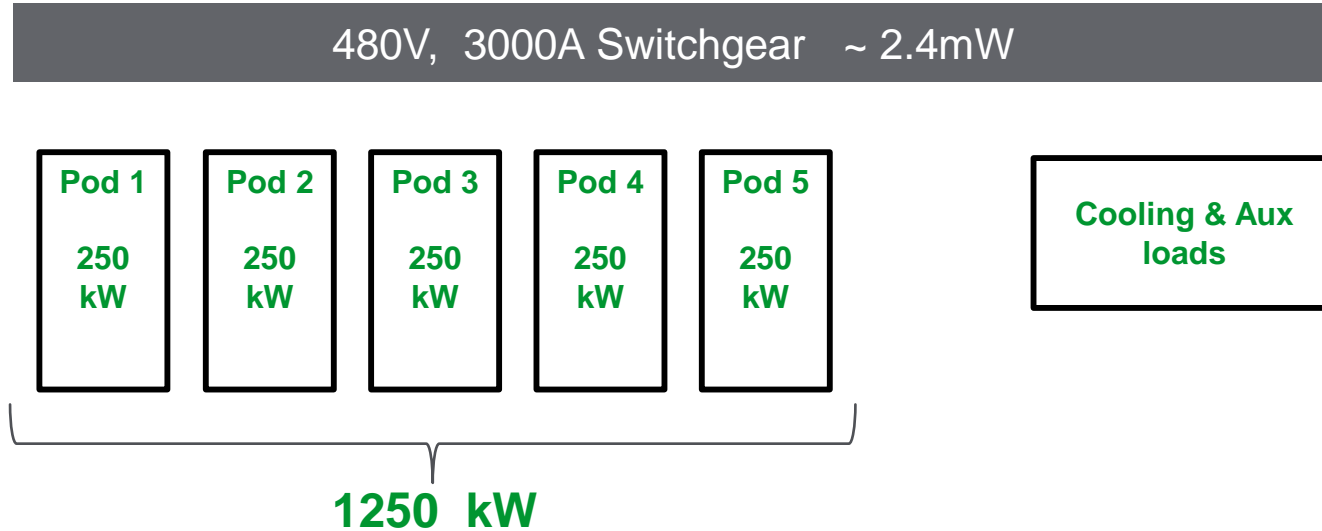 480V, 3000A Switchgear ~ 2.4mW
Pod 1
250
kW
Pod 2
250
kW
Pod 3
250
kW
Pod 4
250
kW
Pod 5
250
kW
Cooling & Aux
loads
1250 kW